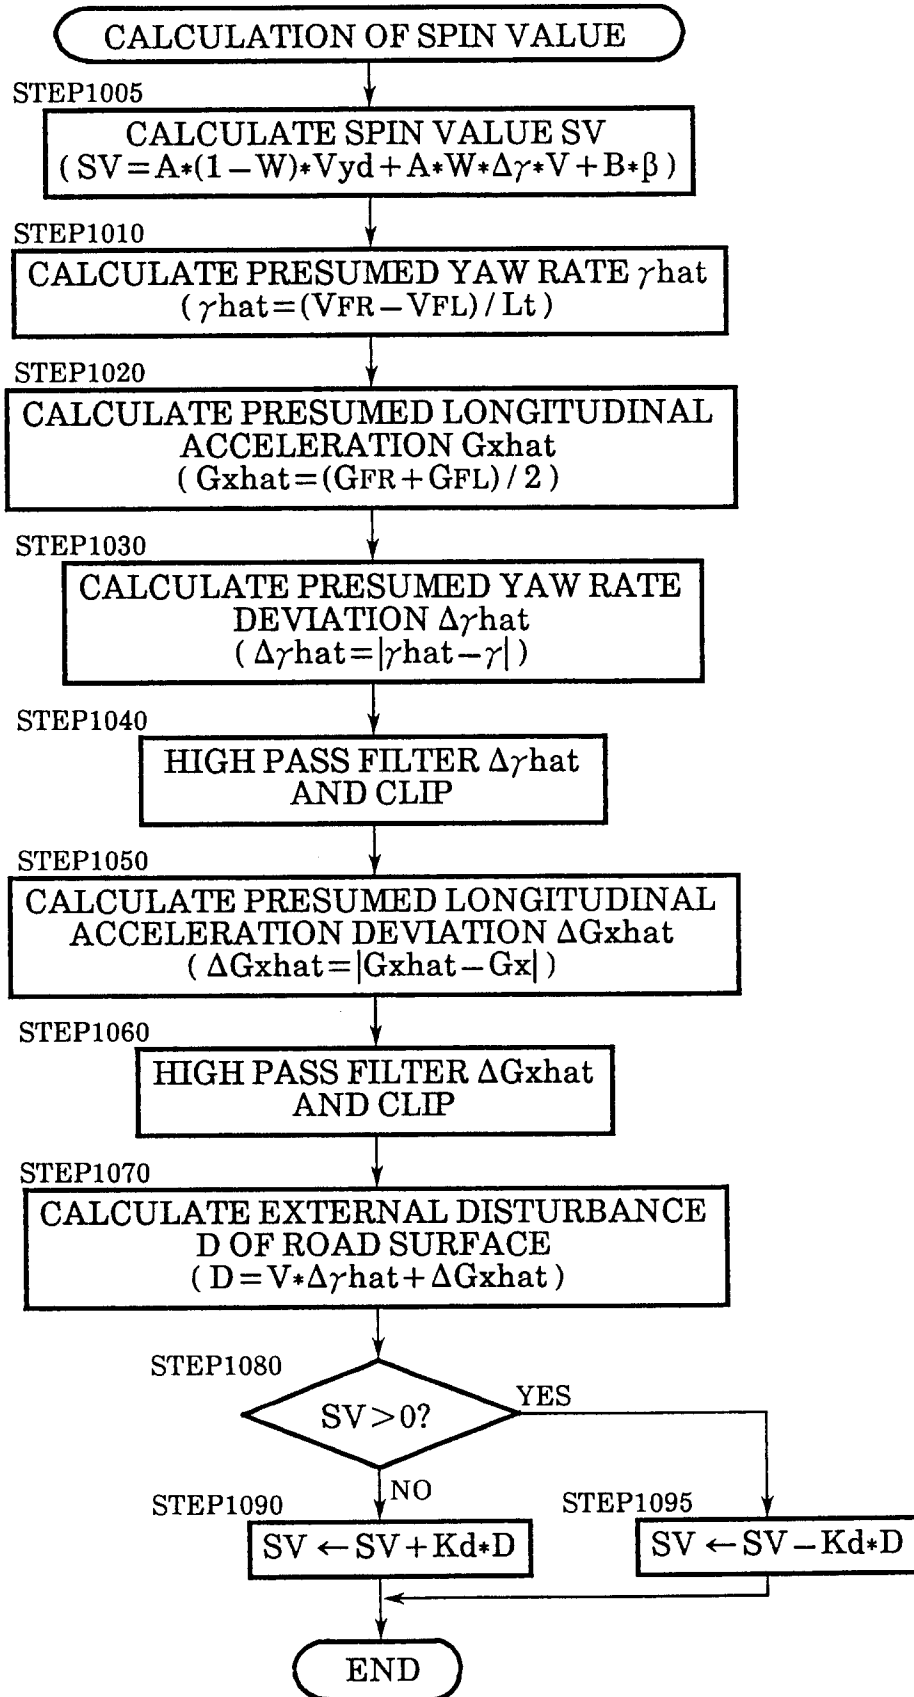 CALCULATION OF SPIN VALUE
STEP1005
CALCULATE SPIN VALUE SV
(SV=A*(1-W)*Vyd+A*W*Δγ*V+B*β)
STEP1010
CALCULATE PRESUMED YAW RATE γhat
(γhat=(VFR-VFL)/Lt)
STEP1020
CALCULATE PRESUMED LONGITUDINAL
ACCELERATION Gxhat
(Gxhat=(GFR+GFL)/2)
STEP1030
CALCULATE PRESUMED YAW RATE
DEVIATION Δγhat
(Δγhat=|γhat-γ|)
STEP1040
HIGH PASS FILTER Δγhat
AND CLIP
STEP1050
CALCULATE PRESUMED LONGITUDINAL
ACCELERATION DEVIATION ΔGxhat
(ΔGxhat=|Gxhat-Gx|)
STEP1060
HIGH PASS FILTER ΔGxhat
AND CLIP
STEP1070
CALCULATE EXTERNAL DISTURBANCE
D OF ROAD SURFACE
(D=V*Δγhat+ΔGxhat)
STEP1080
SV>0?
YES
NO
STEP1090
SV←SV+Kd*D
STEP1095
SV←SV-Kd*D
END